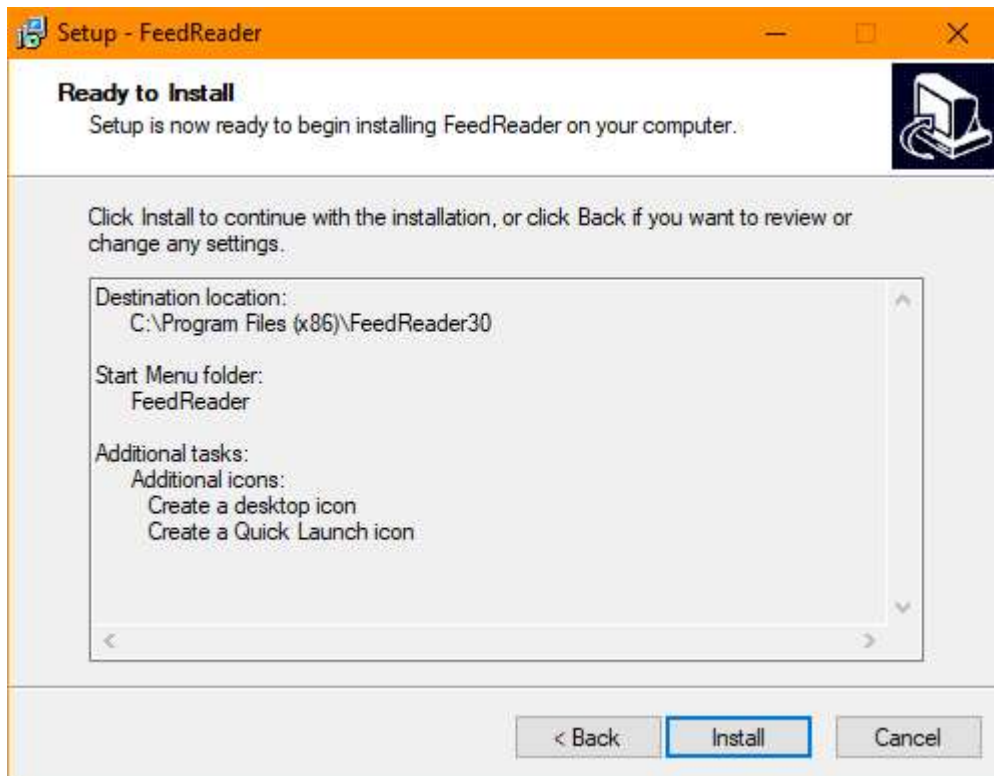 Setup - FeedReader
Ready to Install
Setup is now ready to begin installing FeedReader on your computer.
Click Install to continue with the installation, or click Back if you want to review or
change any settings.
Destination location:
C:\Program Files (x86)\FeedReader30
Start Menu folder:
FeedReader
Additional tasks:
Additional icons:
Create a desktop icon
Create a Quick Launch icon
< Back
Install
Cancel